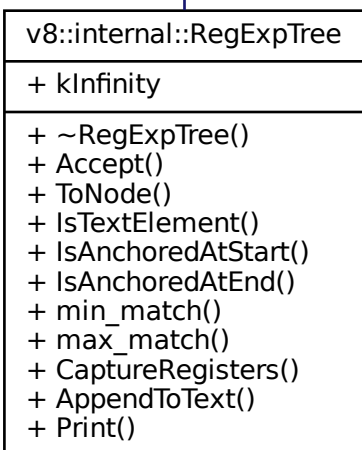 v8::internal::RegExpTree
+ kInfinity
+ ~RegExpTree()
+ Accept()
+ ToNode()
+ IsTextElement()
+ IsAnchoredAtStart()
+ IsAnchoredAtEnd()
+ min_match()
+ max_match()
+ CaptureRegisters()
+ AppendToText()
+ Print()